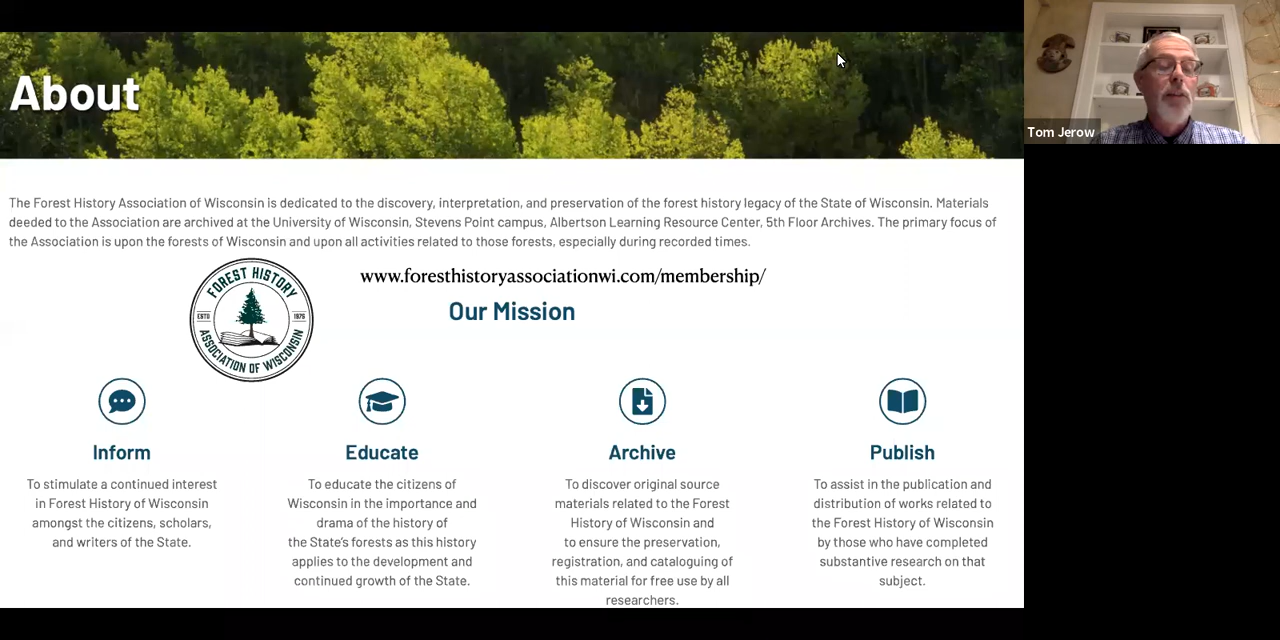 About
Tom Jerow
The Forest History Association of Wisconsin is dedicated to the discovery, interpretation, and preservation of the forest history legacy of the State of Wisconsin. Materials
deeded to the Association are archived at the University of Wisconsin, Stevens Point campus, Albertson Learning Resource Center, 5th Floor Archives. The primary focus of
the Association is upon the forests of Wisconsin and upon all activities related to those forests, especially during recorded times.
www.foresthistoryassociationwi.com/membership/
Our Mission
FOREST HISTORY
ESTD 1975
ASSOCIATION OF WISCONSIN
Inform
To stimulate a continued interest
in Forest History of Wisconsin
amongst the citizens, scholars,
and writers of the State.
Educate
To educate the citizens of
Wisconsin in the importance and
drama of the history of
the State's forests as this history
applies to the development and
continued growth of the State.
Archive
To discover original source
materials related to the Forest
History of Wisconsin and
to ensure the preservation,
registration, and cataloguing of
this material for free use by all
researchers.
Publish
To assist in the publication and
distribution of works related to
the Forest History of Wisconsin
by those who have completed
substantive research on that
subject.